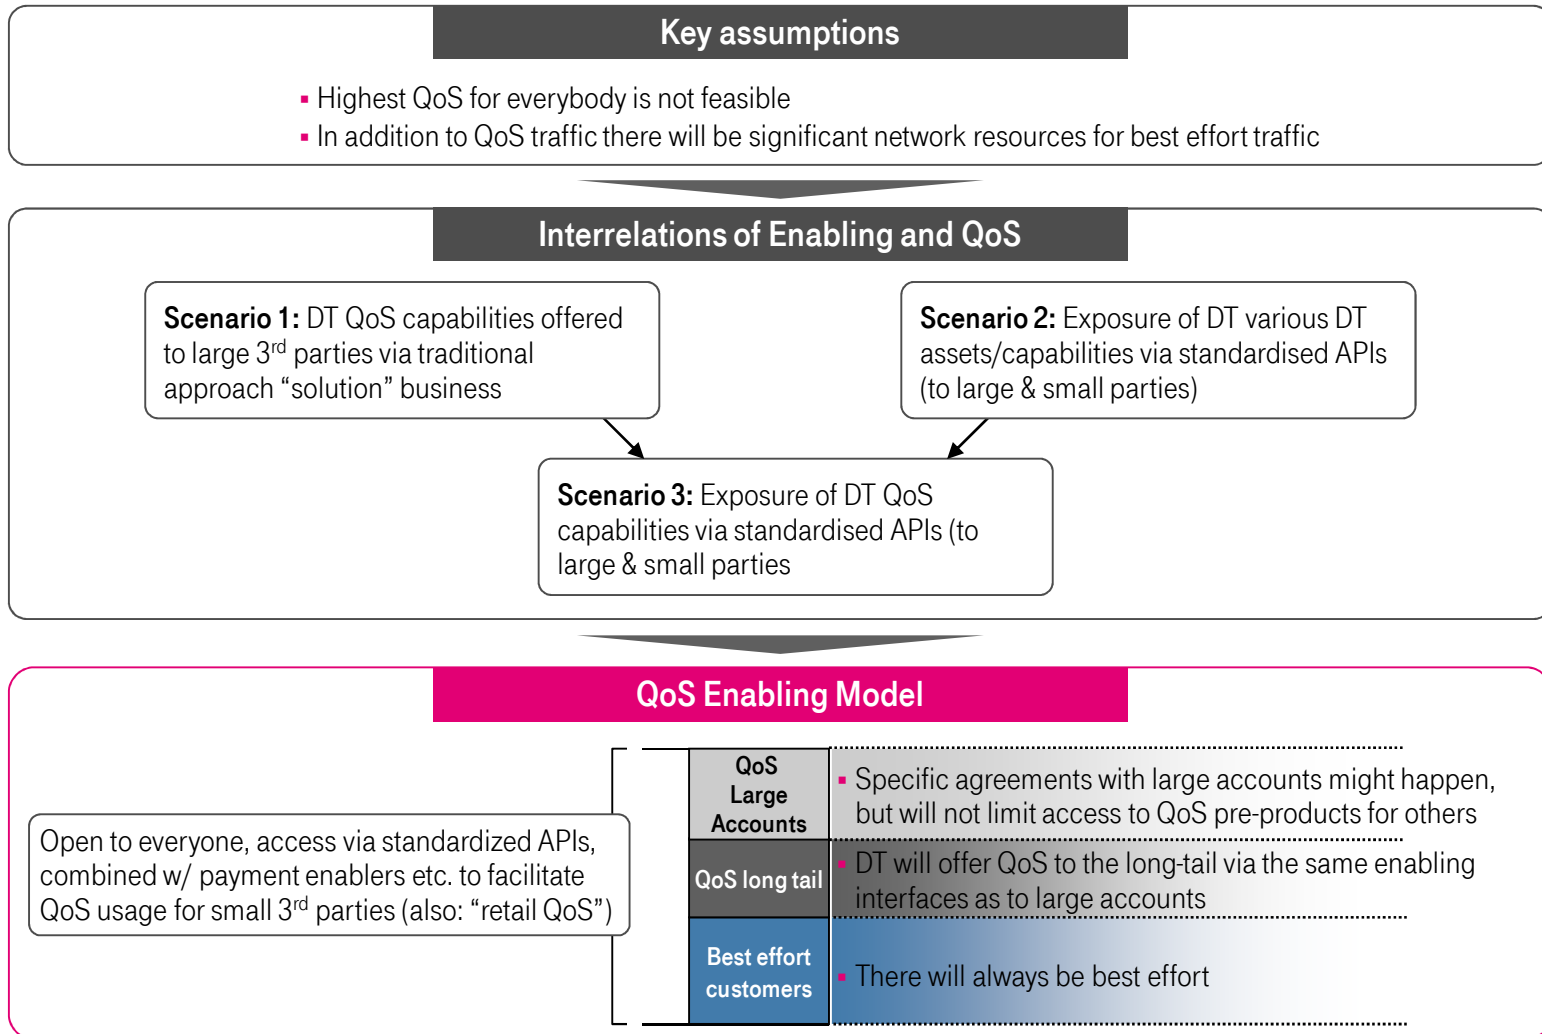 Key assumptions
▪ Highest QoS for everybody is not feasible
▪ In addition to QoS traffic there will be significant network resources for best effort traffic
Interrelations of Enabling and QoS
Scenario 1: DT QoS capabilities offered
to large 3rd parties via traditional
approach “solution” business
Scenario 2: Exposure of DT various DT
assets/capabilities via standardised APIs
(to large & small parties)
Scenario 3: Exposure of DT QoS
capabilities via standardised APIs (to
large & small parties
QoS Enabling Model
Open to everyone, access via standardized APIs,
combined w/ payment enablers etc. to facilitate
QoS usage for small 3rd parties (also: “retail QoS”)
QoS
Large
Accounts
▪ Specific agreements with large accounts might happen,
but will not limit access to QoS pre-products for others
QoS long tail
▪ DT will offer QoS to the long-tail via the same enabling
interfaces as to large accounts
Best effort
customers
▪ There will always be best effort